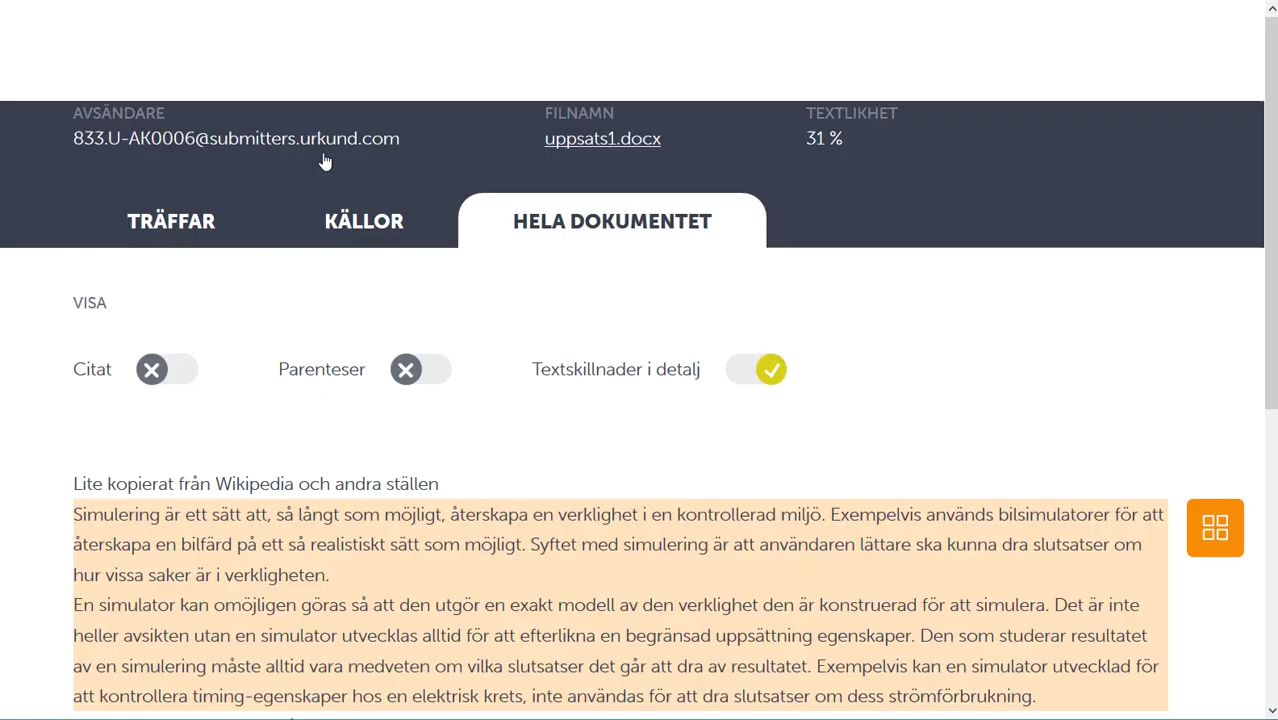 AVSÄNDARE FILNAMN TEXTLIKHET
833.U-AK0006@submitters.urkund.com uppsats1.docx 31 %
TRÄFFAR KÄLLOR HELA DOKUMENTET
VISA
Citat Parenteser Textskillnader i detalj
Lite kopierat från Wikipedia och andra ställen
Simulering är ett sätt att, så långt som möjligt, återskapa en verklighet i en kontrollerad miljö. Exempelvis används bilsimulatorer för att
återskapa en bilfärd på ett så realistiskt sätt som möjligt. Syftet med simulering är att användaren lättare ska kunna dra slutsatser om
hur vissa saker är i verkligheten.
En simulator kan omöjligen göras så att den utgör en exakt modell av den verklighet den är konstruerad för att simulera. Det är inte
heller avsikten utan en simulator utvecklas alltid för att efterlikna en begränsad uppsättning egenskaper. Den som studerar resultatet
av en simulering måste alltid vara medveten om vilka slutsatser det går att dra av resultatet. Exempelvis kan en simulator utvecklad för
att kontrollera timing-egenskaper hos en elektrisk krets, inte användas för att dra slutsatser om dess strömförbrukning.